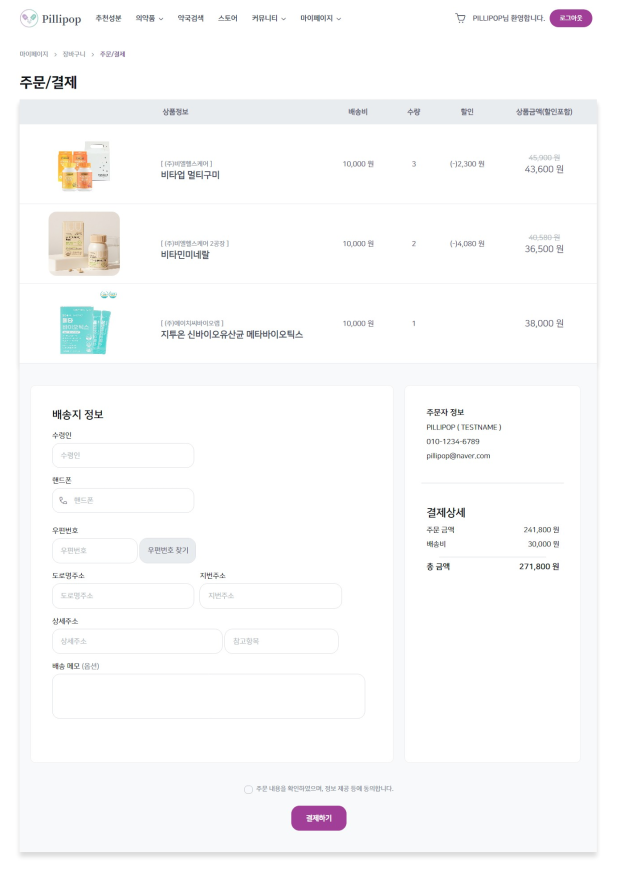 Pillipop 추천성분 의약품 약국검색 스토어 커뮤니티 마이페이지 PILLIPOP님 환영합니다. 로그아웃
마이페이지 > 장바구니 > 주문/결제
주문/결제
상품정보 배송비 수량 할인 상품금액(할인포함)
[ (주)비엘헬스케어 ]
비타업 멀티구미
10,000 원 3 (-)2,300 원
45,900 원
43,600 원
[ (주)비엘헬스케어 2공장 ]
비타민미네랄
10,000 원 2 (-)4,080 원
40,580 원
36,500 원
[ (주)에이치씨바이오랩 ]
지투온 신바이오유산균 메타바이오틱스
10,000 원 1
38,000 원
배송지 정보
수령인
수령인
핸드폰
핸드폰
우편번호
우편번호 우편번호 찾기
도로명주소 지번주소
도로명주소 지번주소
상세주소
상세주소 참고항목
배송 메모 (옵션)
주문자 정보
PILLIPOP ( TESTNAME )
010-1234-6789
pillipop@naver.com
결제상세
주문 금액 241,800 원
배송비 30,000 원
총 금액 271,800 원
주문 내용을 확인하였으며, 정보 제공 등에 동의합니다.
결제하기